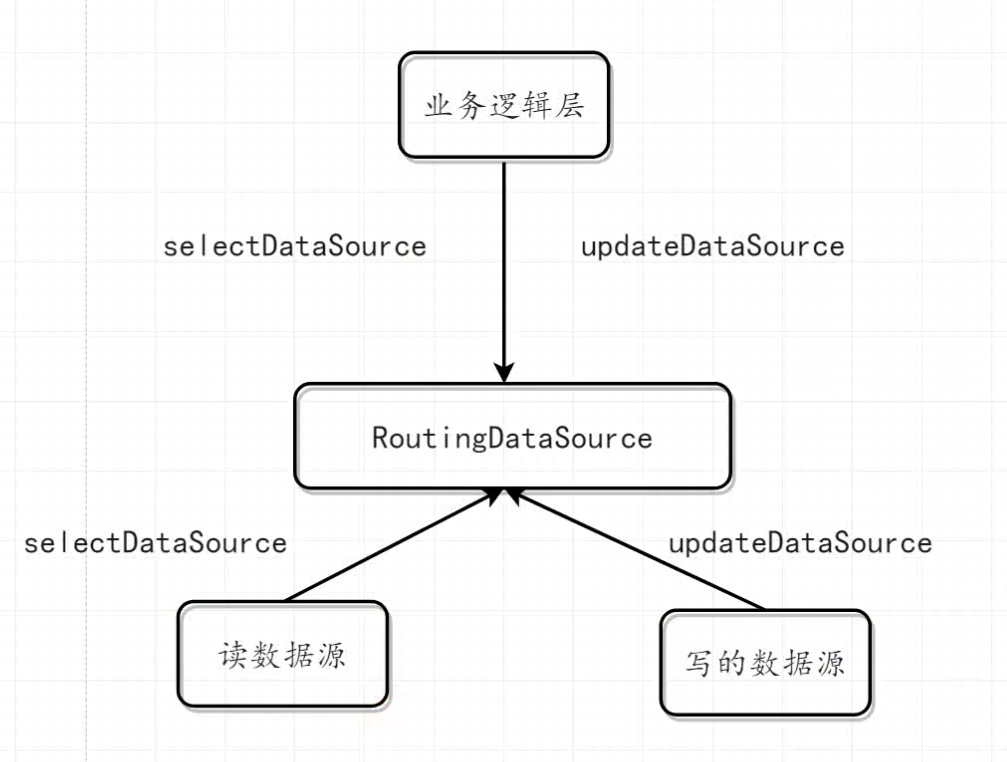 业务逻辑层
selectDataSource
updateDataSource
RoutingDataSource
selectDataSource
updateDataSource
读数据源
写的数据源